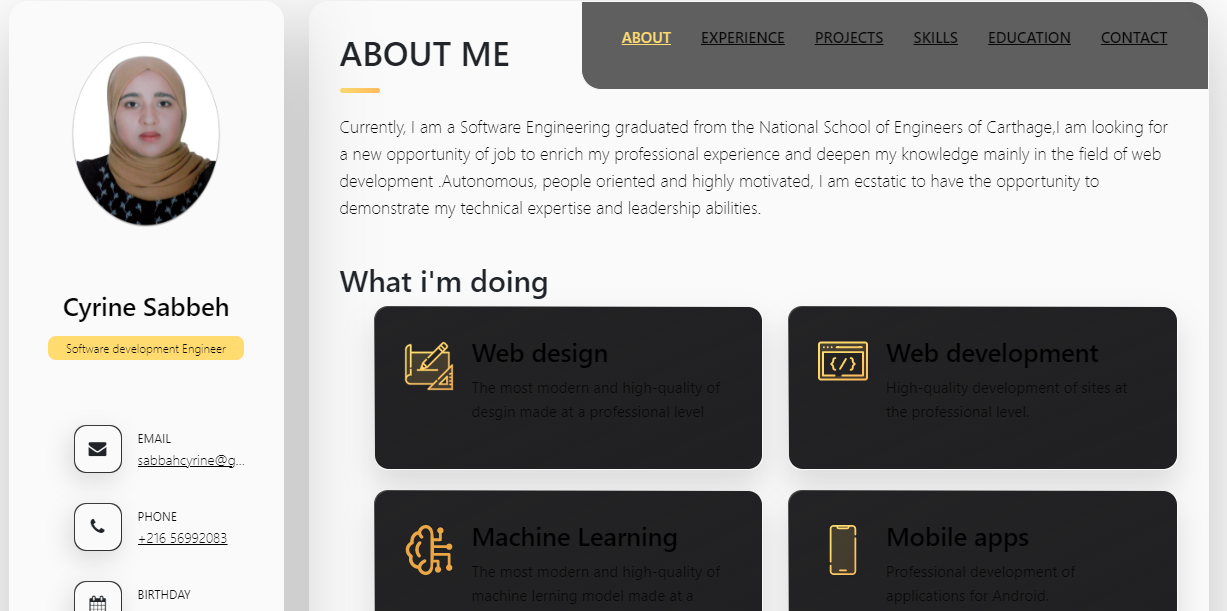 Cyrine Sabbeh
Software development Engineer
EMAIL
sabbahcyrine@g...
PHONE
+216 56992083
BIRTHDAY
ABOUT EXPERIENCE PROJECTS SKILLS EDUCATION CONTACT
ABOUT ME
Currently, I am a Software Engineering graduated from the National School of Engineers of Carthage,I am looking for
a new opportunity of job to enrich my professional experience and deepen my knowledge mainly in the field of web
development .Autonomous, people oriented and highly motivated, I am ecstatic to have the opportunity to
demonstrate my technical expertise and leadership abilities.
What i'm doing
Web design
The most modern and high-quality of
desgin made at a professional level
Web development
High-quality development of sites at
the professional level.
Machine Learning
The most modern and high-quality of
machine lerning model made at a
Mobile apps
Professional development of
applications for Android.